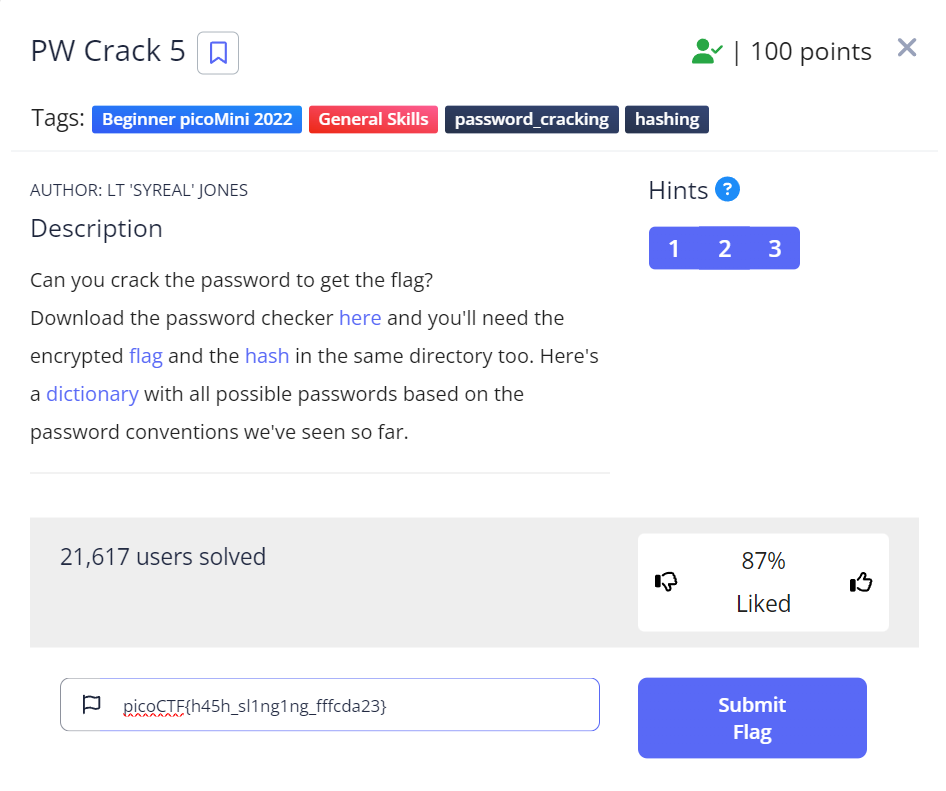 PW Crack 5
| 100 points
Tags: Beginner picoMini 2022 General Skills password_cracking hashing
AUTHOR: LT 'SYREAL' JONES
Hints ?
Description
1 2 3
Can you crack the password to get the flag?
Download the password checker here and you'll need the
encrypted flag and the hash in the same directory too. Here's
a dictionary with all possible passwords based on the
password conventions we've seen so far.
21,617 users solved
87%
Liked
picoCTF{h45h_sl1ng1ng_fffcda23}
Submit
Flag